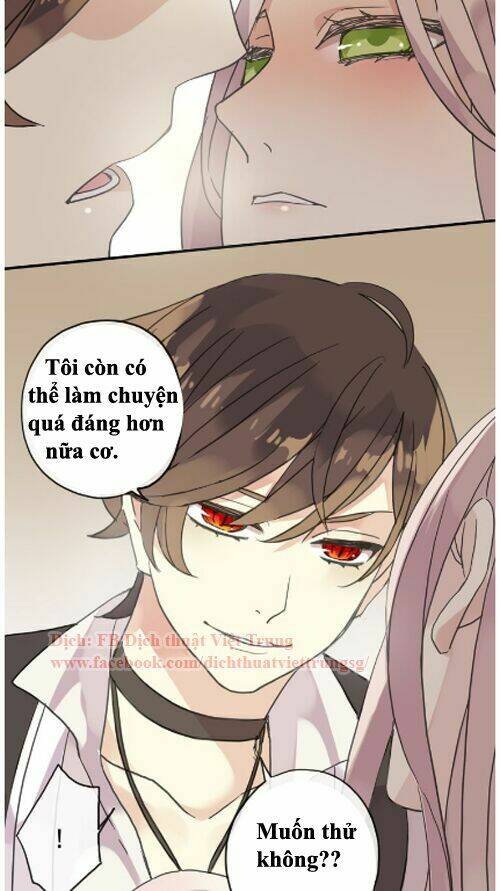 Tôi còn có
thể làm chuyện
quá đáng hơn
nữa cơ.
Dịch: FB Dịch thuật Việt Trung
www.facebook.com/dichthuatviettrungsg/
!
Muốn thử
không??